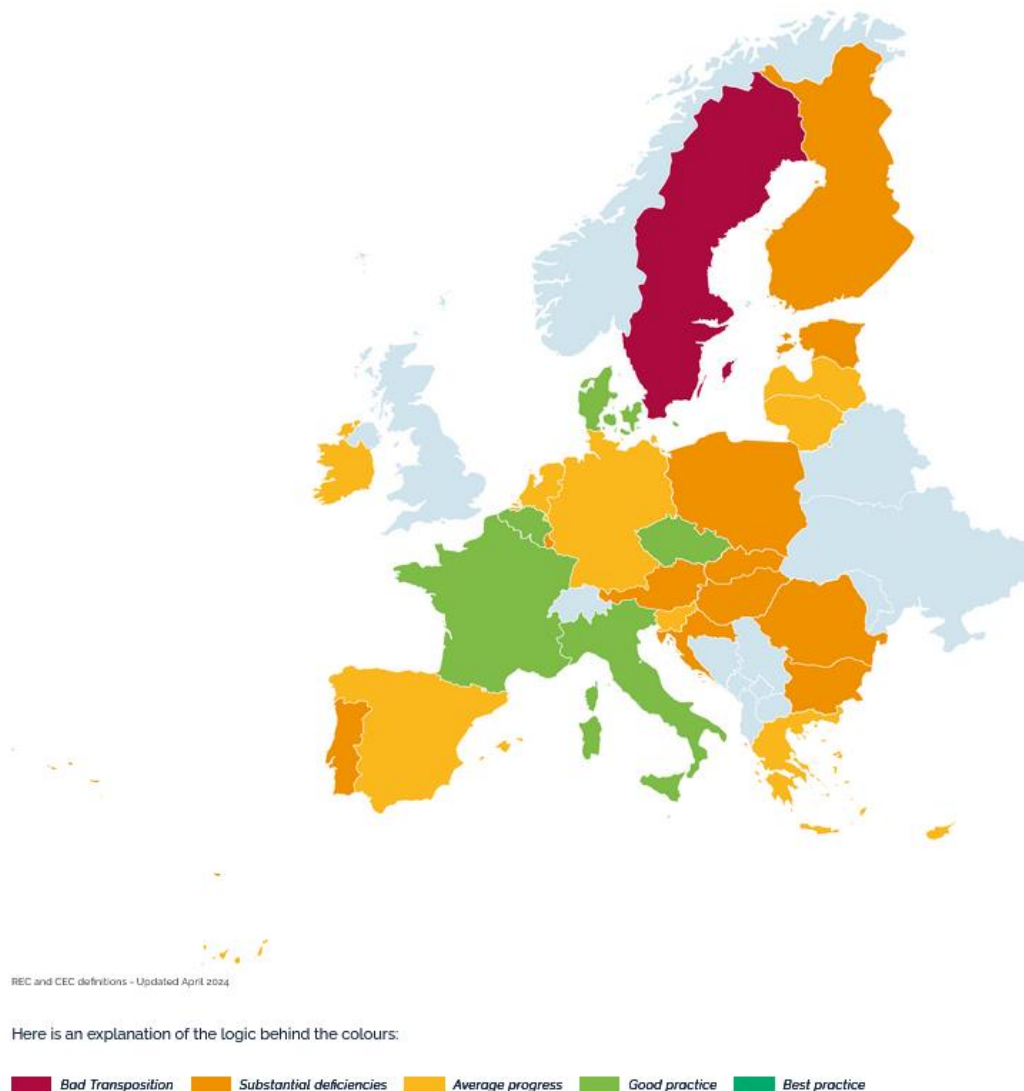 REC and CEC definitions - Updated April 2024
Here is an explanation of the logic behind the colours:
Bad Transposition Substantial deficiencies Average progress Good practice Best practice